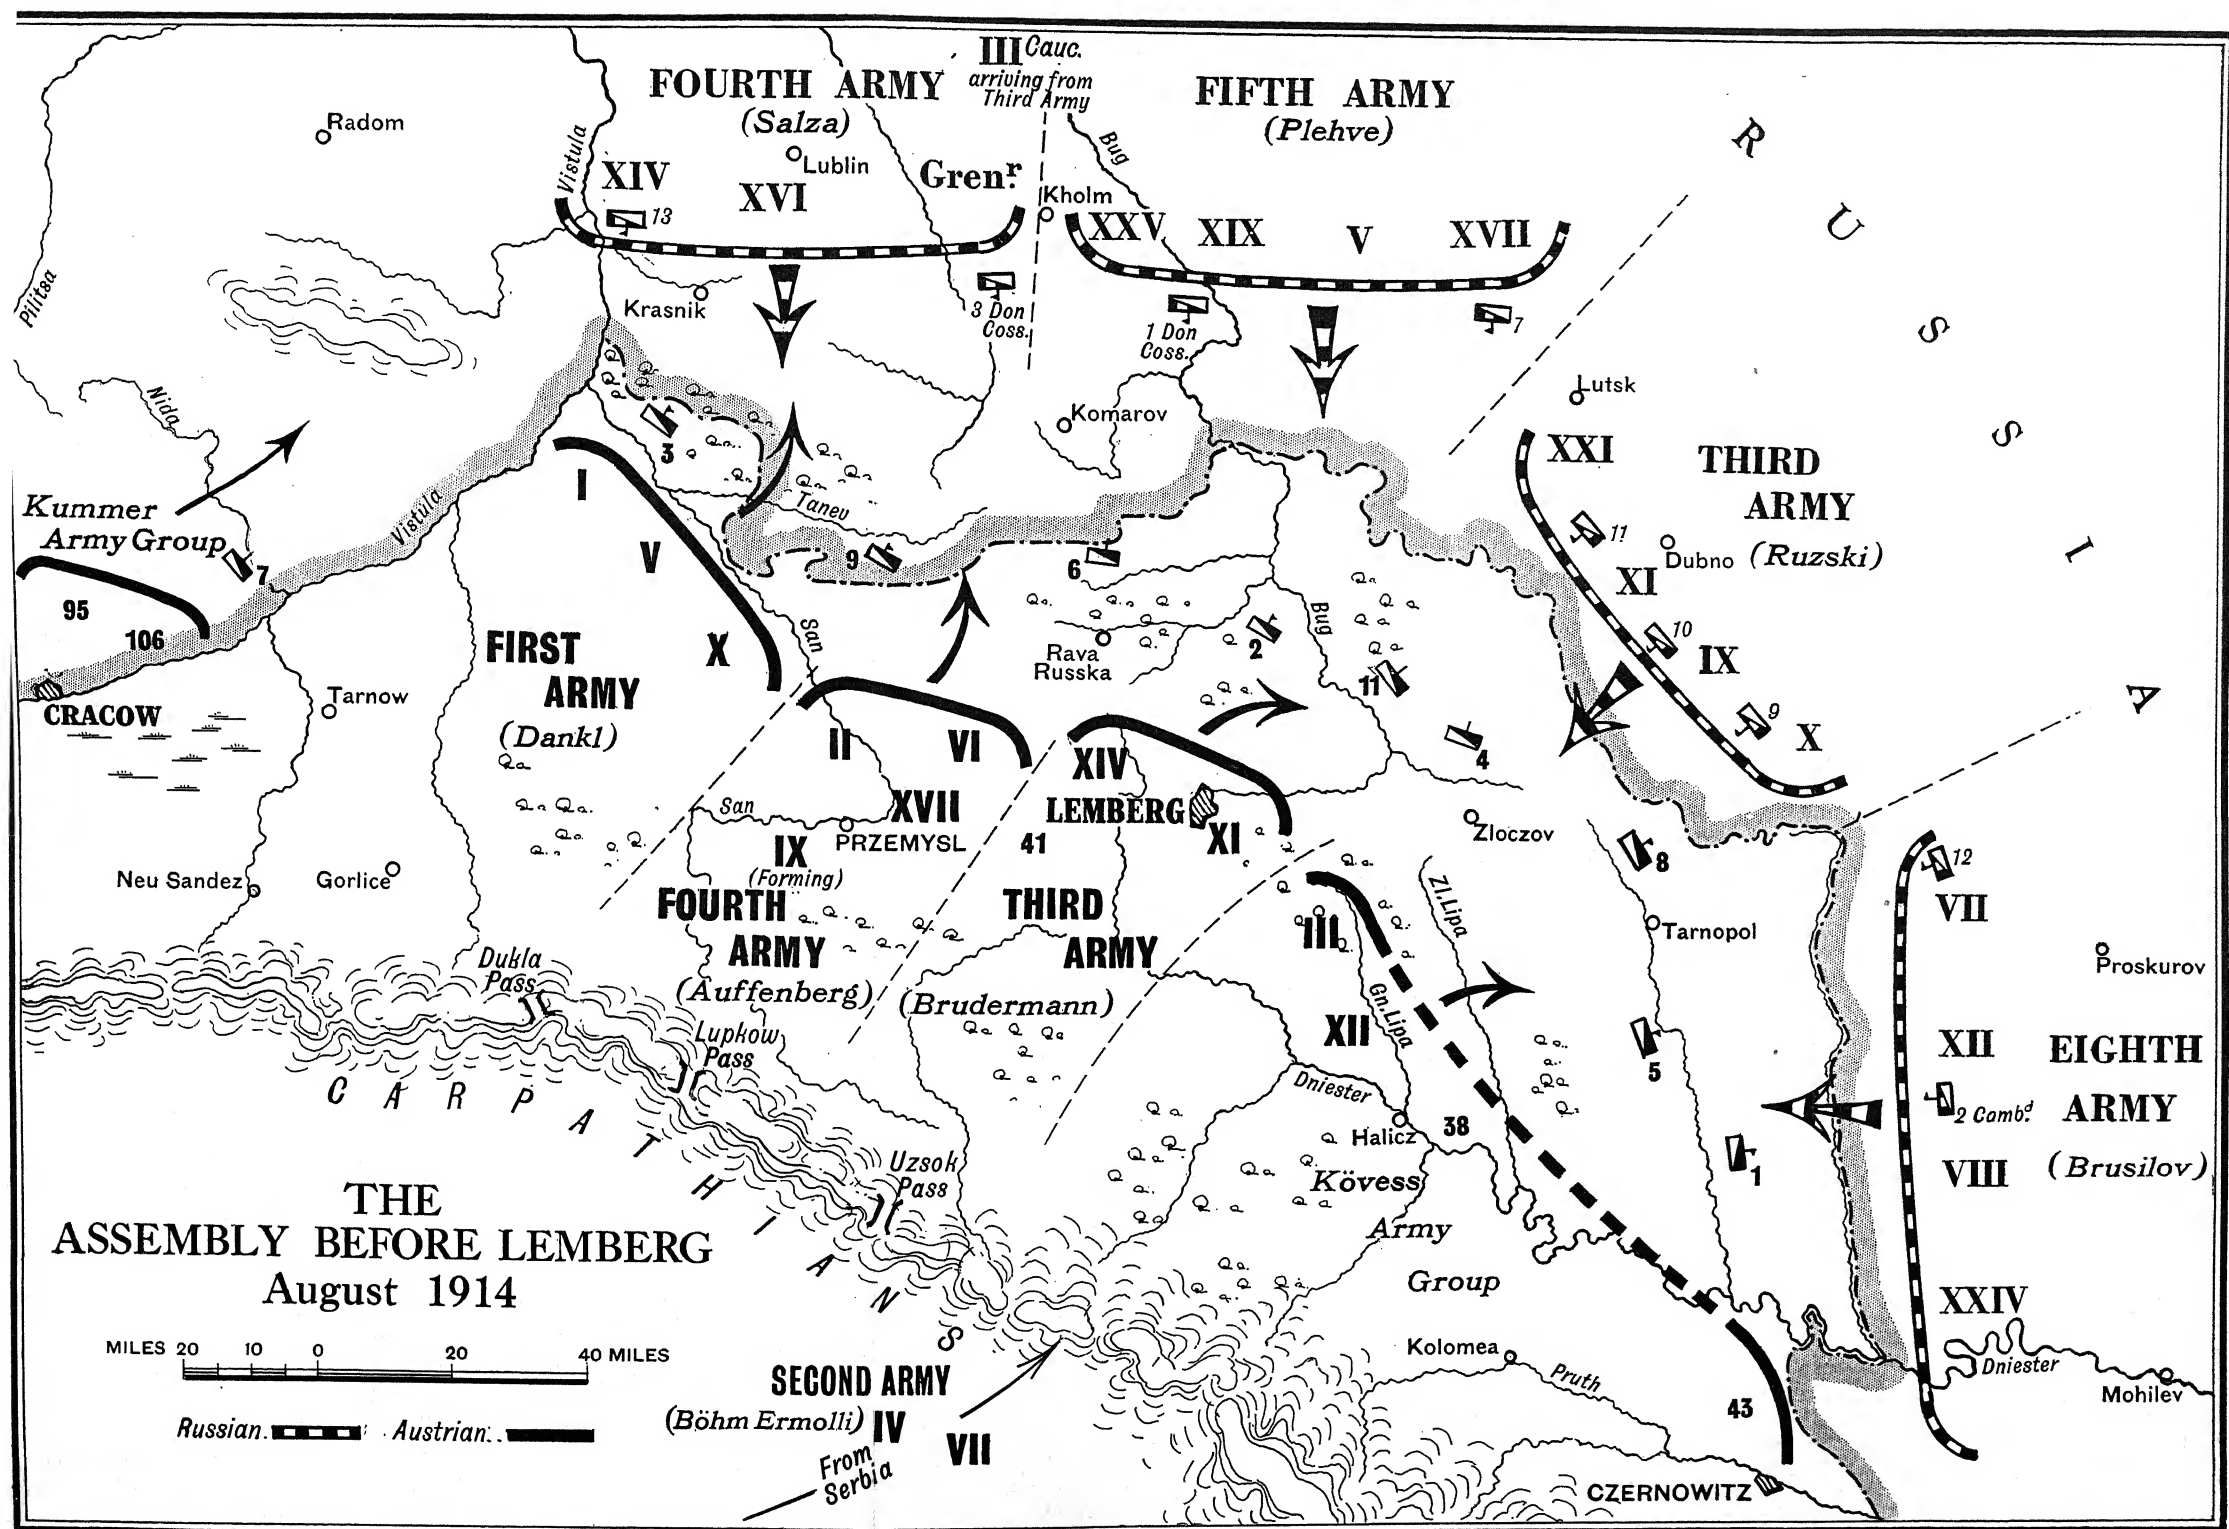 III Cauc.
arriving from
Third Army
FOURTH ARMY
(Salza)
FIFTH ARMY
(Plehve)
Radom
Vistula
Lublin
XIV
13
XVI
Gren.r
Kholm
Bug
XXV
XIX
V
XVII
R U S S I A
Pilitsa
Krasnik
3 Don
Coss.
1 Don
Coss.
7
Nida
Lutsk
Komarov
3
XXI
THIRD
ARMY
(Ruzski)
11
Dubno
XI
10
IX
9
X
Kummer
Army Group
7
95
106
CRACOW
Vistula
I
V
X
San
Tanev
9
6
Rava
Russka
2
Bug
11
4
FIRST
ARMY
(Dankl)
Tarnow
II
VI
XVII
San
PRZEMYSL
IX
(Forming)
XIV
LEMBERG
XI
41
Zloczov
8
12
VII
Neu Sandez
Gorlice
FOURTH
ARMY
(Auffenberg)
THIRD
ARMY
(Brudermann)
III
Zl. Lipa
Tarnopol
Proskurov
Dukla
Pass
Lupkow
Pass
Uzsok
Pass
CARPATHIANS
XII
Gn. Lipa
5
XII
EIGHTH
ARMY
(Brusilov)
2 Comb.d
VIII
XXIV
Dniester
Halicz
38
1
Kövess
Army
Group
THE
ASSEMBLY BEFORE LEMBERG
August 1914
MILES 20 10 0 20 40 MILES
Russian. Austrian..
SECOND ARMY
(Böhm Ermolli) IV
VII
From
Serbia
Kolomea
Pruth
43
CZERNOWITZ
Dniester
Mohilev